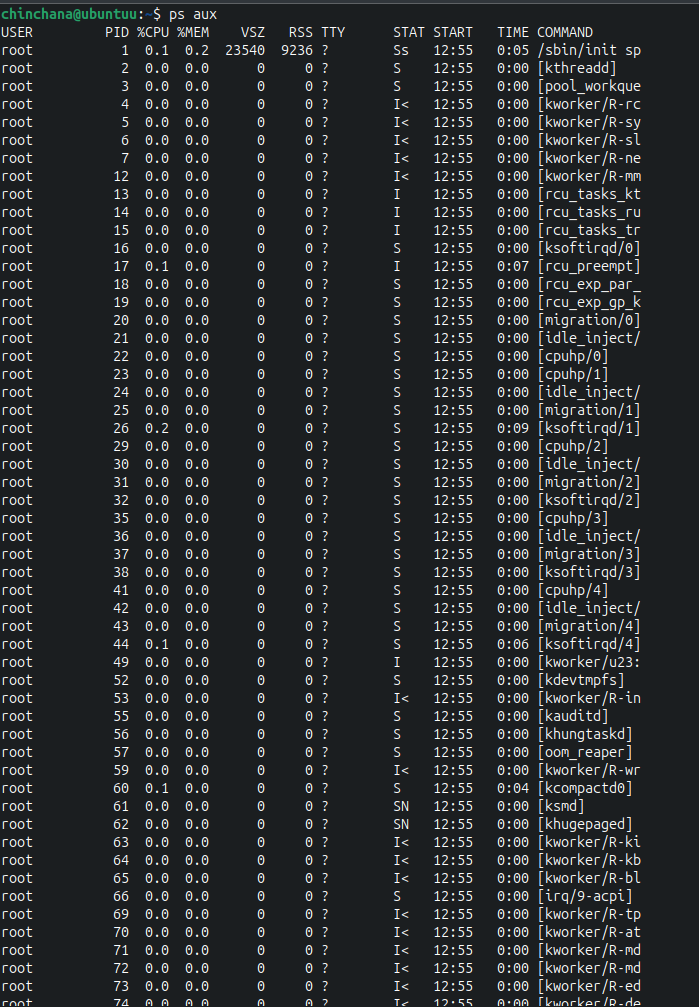 chinchana@ubuntuu:~$ ps aux
USER         PID %CPU %MEM    VSZ   RSS TTY      STAT START   TIME COMMAND
root           1  0.1  0.2  23540  9236 ?        Ss   12:55   0:05 /sbin/init sp
root           2  0.0  0.0      0     0 ?        S    12:55   0:00 [kthreadd]
root           3  0.0  0.0      0     0 ?        S    12:55   0:00 [pool_workque
root           4  0.0  0.0      0     0 ?        I<   12:55   0:00 [kworker/R-rc
root           5  0.0  0.0      0     0 ?        I<   12:55   0:00 [kworker/R-sy
root           6  0.0  0.0      0     0 ?        I<   12:55   0:00 [kworker/R-sl
root           7  0.0  0.0      0     0 ?        I<   12:55   0:00 [kworker/R-ne
root          12  0.0  0.0      0     0 ?        I<   12:55   0:00 [kworker/R-mm
root          13  0.0  0.0      0     0 ?        I    12:55   0:00 [rcu_tasks_kt
root          14  0.0  0.0      0     0 ?        I    12:55   0:00 [rcu_tasks_ru
root          15  0.0  0.0      0     0 ?        I    12:55   0:00 [rcu_tasks_tr
root          16  0.0  0.0      0     0 ?        S    12:55   0:00 [ksoftirqd/0]
root          17  0.1  0.0      0     0 ?        I    12:55   0:07 [rcu_preempt]
root          18  0.0  0.0      0     0 ?        S    12:55   0:00 [rcu_exp_par_
root          19  0.0  0.0      0     0 ?        S    12:55   0:00 [rcu_exp_gp_k
root          20  0.0  0.0      0     0 ?        S    12:55   0:00 [migration/0]
root          21  0.0  0.0      0     0 ?        S    12:55   0:00 [idle_inject/
root          22  0.0  0.0      0     0 ?        S    12:55   0:00 [cpuhp/0]
root          23  0.0  0.0      0     0 ?        S    12:55   0:00 [cpuhp/1]
root          24  0.0  0.0      0     0 ?        S    12:55   0:00 [idle_inject/
root          25  0.0  0.0      0     0 ?        S    12:55   0:00 [migration/1]
root          26  0.2  0.0      0     0 ?        S    12:55   0:09 [ksoftirqd/1]
root          29  0.0  0.0      0     0 ?        S    12:55   0:00 [cpuhp/2]
root          30  0.0  0.0      0     0 ?        S    12:55   0:00 [idle_inject/
root          31  0.0  0.0      0     0 ?        S    12:55   0:00 [migration/2]
root          32  0.0  0.0      0     0 ?        S    12:55   0:00 [ksoftirqd/2]
root          35  0.0  0.0      0     0 ?        S    12:55   0:00 [cpuhp/3]
root          36  0.0  0.0      0     0 ?        S    12:55   0:00 [idle_inject/
root          37  0.0  0.0      0     0 ?        S    12:55   0:00 [migration/3]
root          38  0.0  0.0      0     0 ?        S    12:55   0:00 [ksoftirqd/3]
root          41  0.0  0.0      0     0 ?        S    12:55   0:00 [cpuhp/4]
root          42  0.0  0.0      0     0 ?        S    12:55   0:00 [idle_inject/
root          43  0.0  0.0      0     0 ?        S    12:55   0:00 [migration/4]
root          44  0.1  0.0      0     0 ?        S    12:55   0:06 [ksoftirqd/4]
root          49  0.0  0.0      0     0 ?        I    12:55   0:00 [kworker/u23:
root          52  0.0  0.0      0     0 ?        S    12:55   0:00 [kdevtmpfs]
root          53  0.0  0.0      0     0 ?        I<   12:55   0:00 [kworker/R-in
root          55  0.0  0.0      0     0 ?        S    12:55   0:00 [kauditd]
root          56  0.0  0.0      0     0 ?        S    12:55   0:00 [khungtaskd]
root          57  0.0  0.0      0     0 ?        S    12:55   0:00 [oom_reaper]
root          59  0.0  0.0      0     0 ?        I<   12:55   0:00 [kworker/R-wr
root          60  0.1  0.0      0     0 ?        S    12:55   0:04 [kcompactd0]
root          61  0.0  0.0      0     0 ?        SN   12:55   0:00 [ksmd]
root          62  0.0  0.0      0     0 ?        SN   12:55   0:00 [khugepaged]
root          63  0.0  0.0      0     0 ?        I<   12:55   0:00 [kworker/R-ki
root          64  0.0  0.0      0     0 ?        I<   12:55   0:00 [kworker/R-kb
root          65  0.0  0.0      0     0 ?        I<   12:55   0:00 [kworker/R-bl
root          66  0.0  0.0      0     0 ?        S    12:55   0:00 [irq/9-acpi]
root          69  0.0  0.0      0     0 ?        I<   12:55   0:00 [kworker/R-tp
root          70  0.0  0.0      0     0 ?        I<   12:55   0:00 [kworker/R-at
root          71  0.0  0.0      0     0 ?        I<   12:55   0:00 [kworker/R-md
root          72  0.0  0.0      0     0 ?        I<   12:55   0:00 [kworker/R-md
root          73  0.0  0.0      0     0 ?        I<   12:55   0:00 [kworker/R-ed
root          74  0.0  0.0      0     0 ?        I<   12:55   0:00 [kworker/R-de